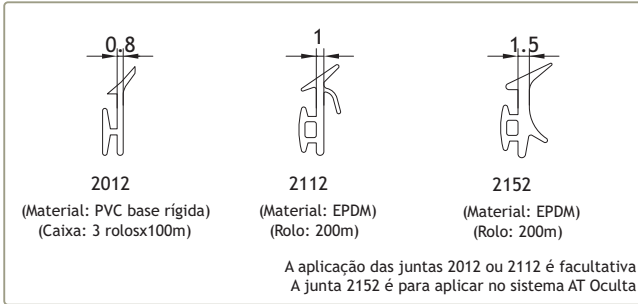 0.8
1
1.5
2012
2112
2152
(Material: PVC base rígida)
(Material: EPDM)
(Material: EPDM)
(Caixa: 3 rolosx100m)
(Rolo: 200m)
(Rolo: 200m)
A aplicação das juntas 2012 ou 2112 é facultativa
A junta 2152 é para aplicar no sistema AT Oculta